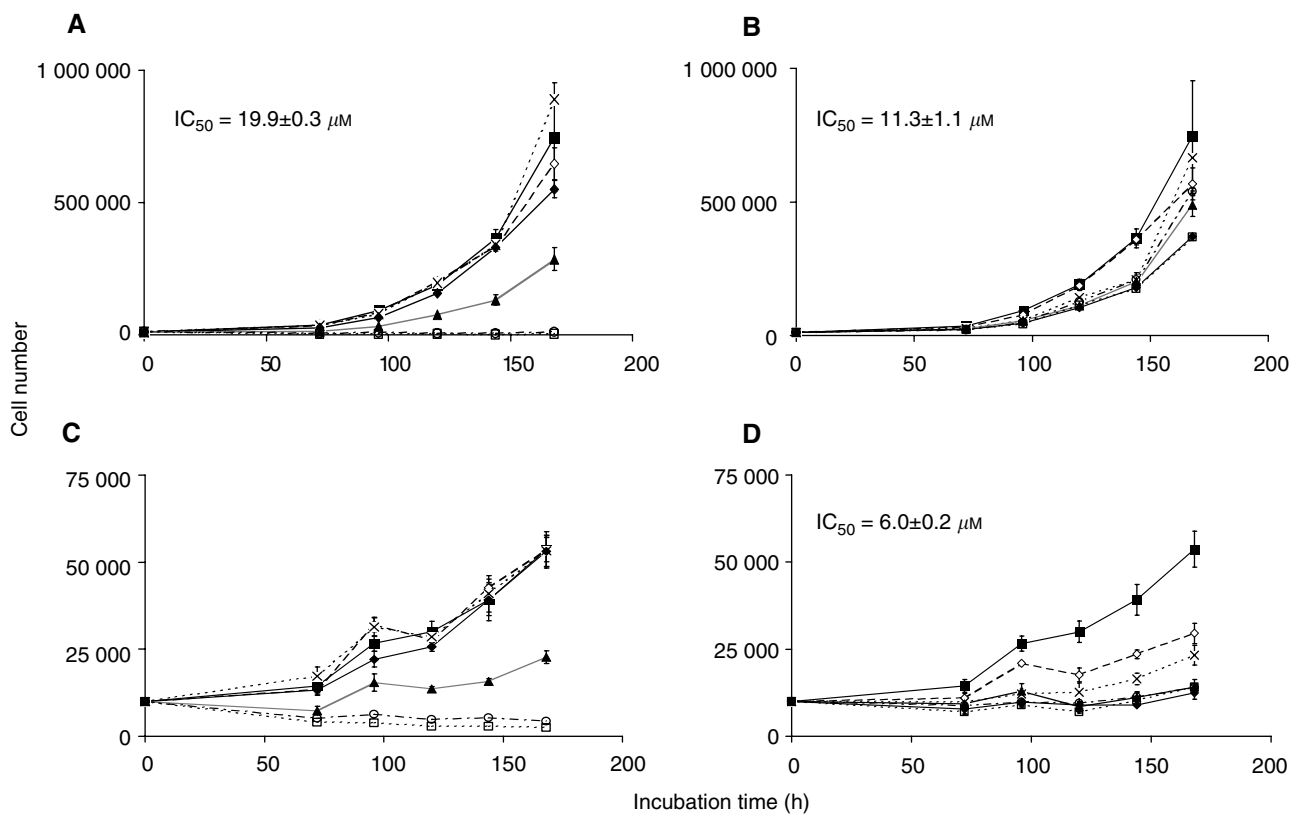 A
1 000 000
500 000
0
IC50 = 19.9±0.3 μM
0 50 100 150 200
B
1 000 000
500 000
0
IC50 = 11.3±1.1 μM
0 50 100 150 200
Cell number
C
75 000
50 000
25 000
0
0 50 100 150 200
D
75 000
50 000
25 000
0
IC50 = 6.0±0.2 μM
0 50 100 150 200
Incubation time (h)